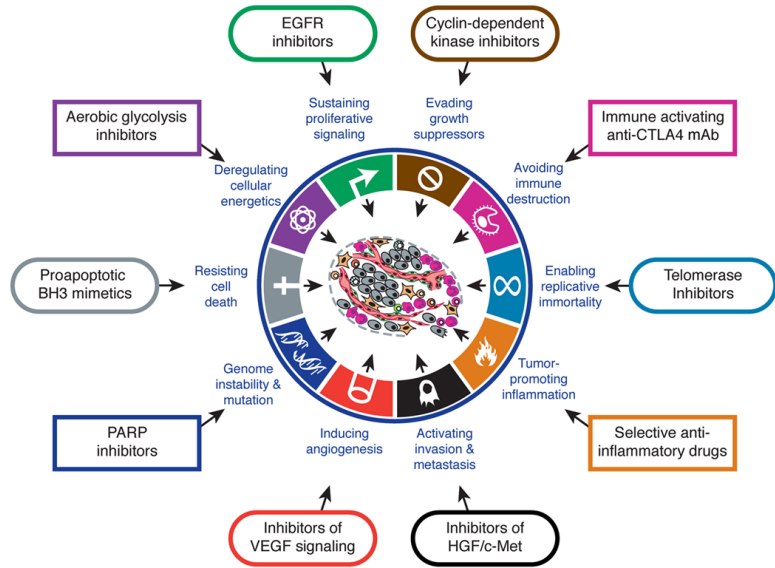 EGFR
inhibitors
Cyclin-dependent
kinase inhibitors
Sustaining
proliferative
signaling
Evading
growth
suppressors
Aerobic glycolysis
inhibitors
Immune activating
anti-CTLA4 mAb
Deregulating
cellular
energetics
Avoiding
immune
destruction
Proapoptotic
BH3 mimetics
Resisting
cell
death
Enabling
replicative
immortality
Telomerase
Inhibitors
Genome
instability &
mutation
Tumor-
promoting
inflammation
PARP
inhibitors
Inducing
angiogenesis
Activating
invasion &
metastasis
Selective anti-
inflammatory drugs
Inhibitors of
VEGF signaling
Inhibitors of
HGF/c-Met